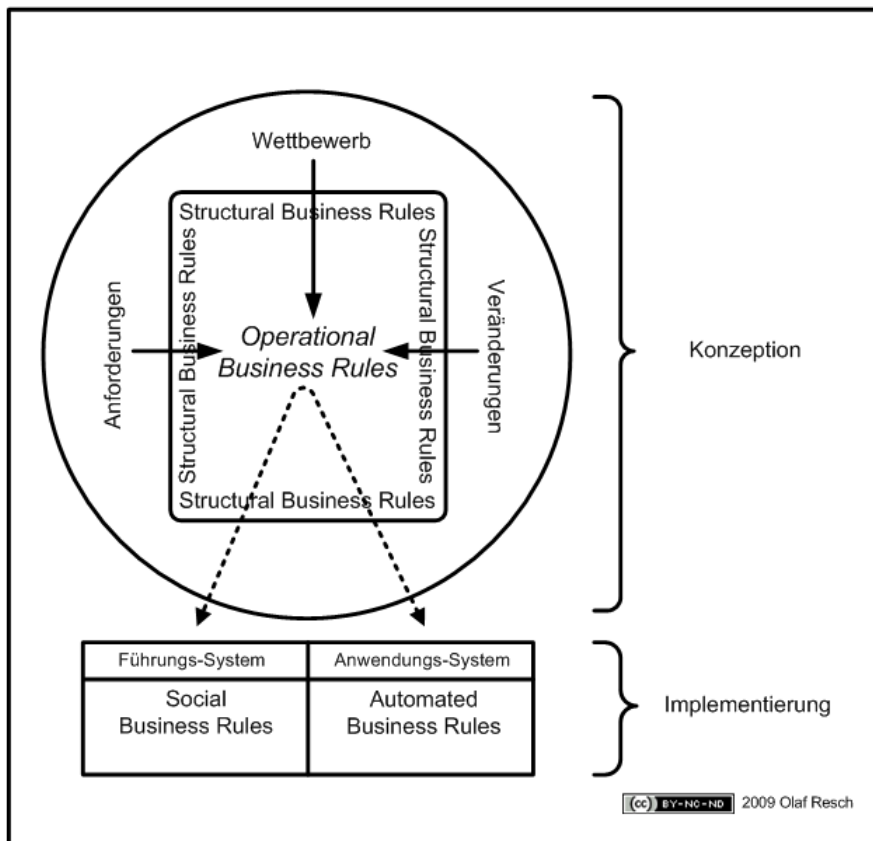 Wettbewerb
Structural Business Rules
Anforderungen
Structural Business Rules
Operational
Business Rules
Structural Business Rules
Veränderungen
Structural Business Rules
Konzeption
Führungs-System
Anwendungs-System
Social
Business Rules
Automated
Business Rules
Implementierung
(cc) BY-NC-ND 2009 Olaf Resch